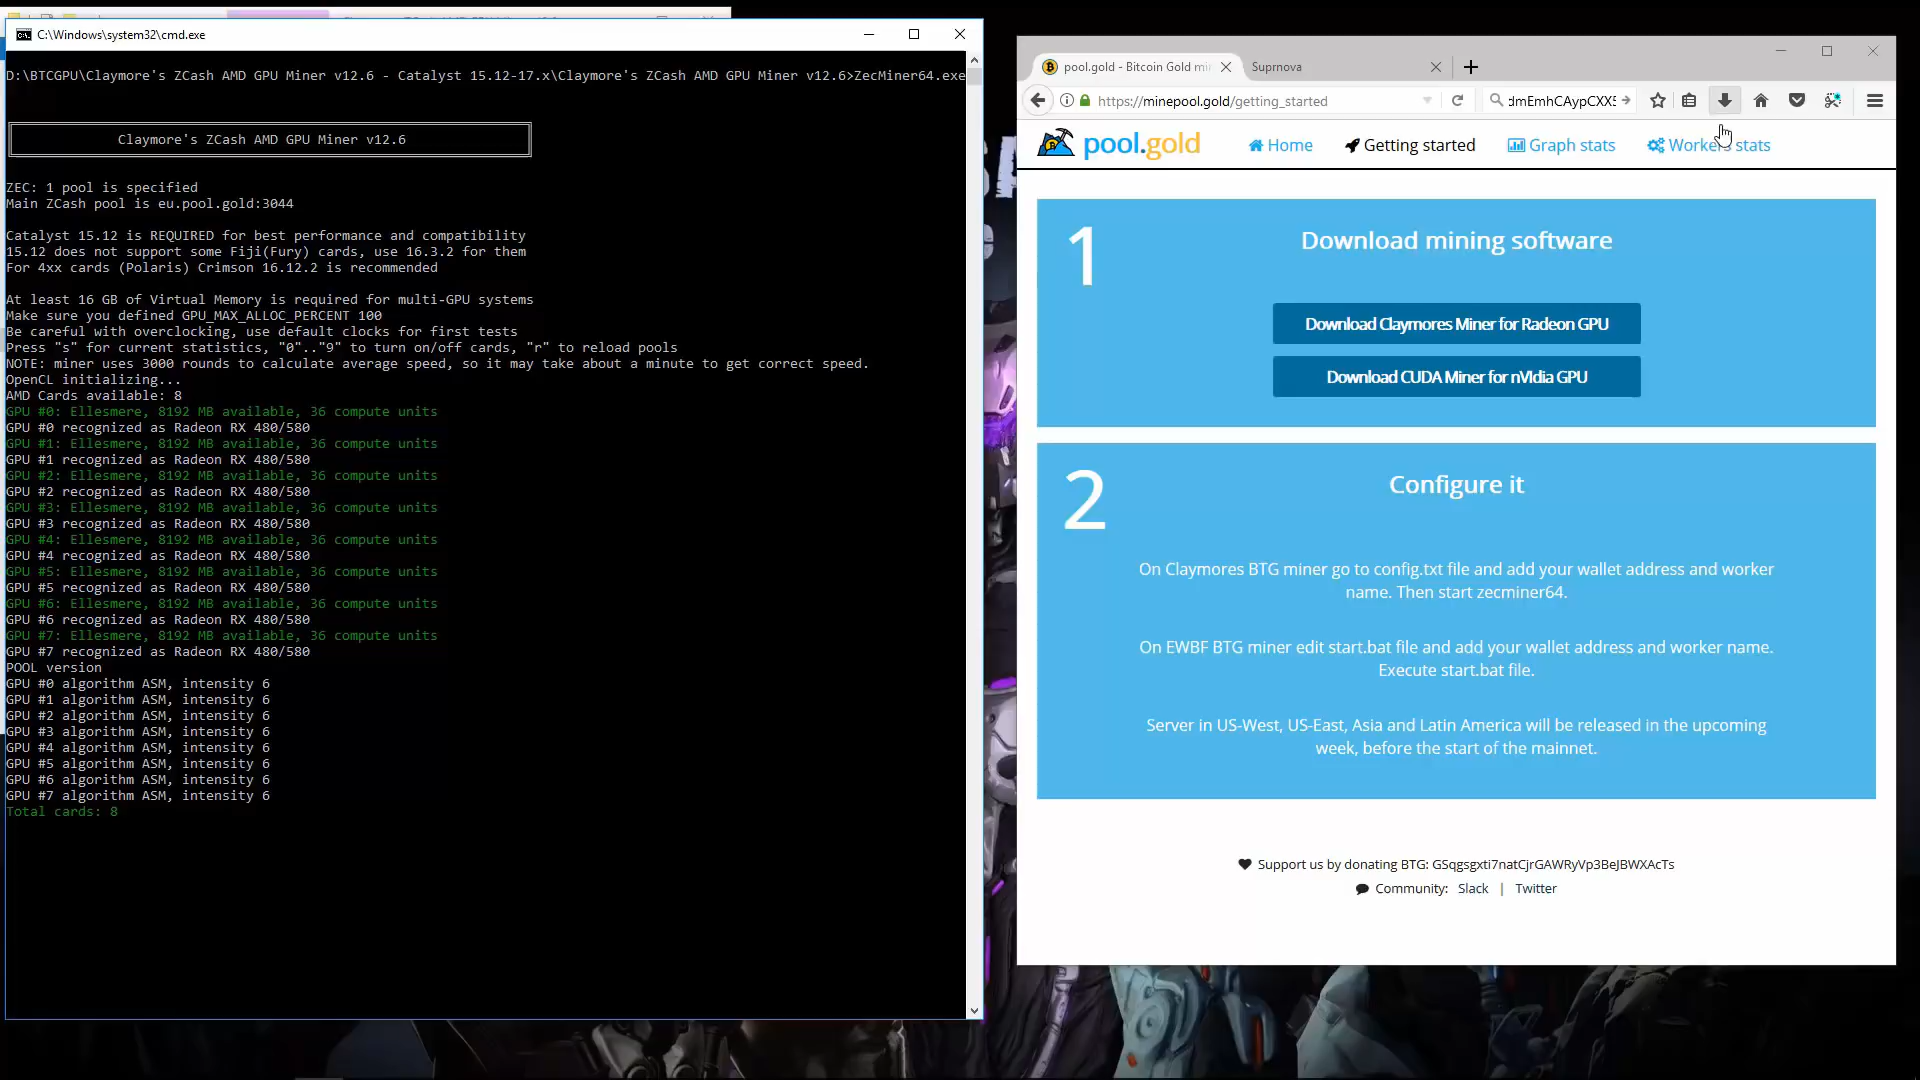 C:\Windows\system32\cmd.exe
D:\BTCGPU\Claymore's ZCash AMD GPU Miner v12.6 - Catalyst 15.12-17.x\Claymore's ZCash AMD GPU Miner v12.6>ZecMiner64.exe
Claymore's ZCash AMD GPU Miner v12.6
ZEC: 1 pool is specified
Main ZCash pool is eu.pool.gold:3044
Catalyst 15.12 is REQUIRED for best performance and compatibility
15.12 does not support some Fiji(Fury) cards, use 16.3.2 for them
For 4xx cards (Polaris) Crimson 16.12.2 is recommended
At least 16 GB of Virtual Memory is required for multi-GPU systems
Make sure you defined GPU_MAX_ALLOC_PERCENT 100
Be careful with overclocking, use default clocks for first tests
Press "s" for current statistics, "0".."9" to turn on/off cards, "r" to reload pools
NOTE: miner uses 3000 rounds to calculate average speed, so it may take about a minute to get correct speed.
OpenCL initializing...
AMD Cards available: 8
GPU #0: Ellesmere, 8192 MB available, 36 compute units
GPU #0 recognized as Radeon RX 480/580
GPU #1: Ellesmere, 8192 MB available, 36 compute units
GPU #1 recognized as Radeon RX 480/580
GPU #2: Ellesmere, 8192 MB available, 36 compute units
GPU #2 recognized as Radeon RX 480/580
GPU #3: Ellesmere, 8192 MB available, 36 compute units
GPU #3 recognized as Radeon RX 480/580
GPU #4: Ellesmere, 8192 MB available, 36 compute units
GPU #4 recognized as Radeon RX 480/580
GPU #5: Ellesmere, 8192 MB available, 36 compute units
GPU #5 recognized as Radeon RX 480/580
GPU #6: Ellesmere, 8192 MB available, 36 compute units
GPU #6 recognized as Radeon RX 480/580
GPU #7: Ellesmere, 8192 MB available, 36 compute units
GPU #7 recognized as Radeon RX 480/580
POOL version
GPU #0 algorithm ASM, intensity 6
GPU #1 algorithm ASM, intensity 6
GPU #2 algorithm ASM, intensity 6
GPU #3 algorithm ASM, intensity 6
GPU #4 algorithm ASM, intensity 6
GPU #5 algorithm ASM, intensity 6
GPU #6 algorithm ASM, intensity 6
GPU #7 algorithm ASM, intensity 6
Total cards: 8
pool.gold - Bitcoin Gold mi
Suprnova
https://minepool.gold/getting_started
dmEmhCAypCXX5
pool.gold
Home
Getting started
Graph stats
Workers stats
1
Download mining software
Download Claymores Miner for Radeon GPU
Download CUDA Miner for nVidia GPU
2
Configure it
On Claymores BTG miner go to config.txt file and add your wallet address and worker
name. Then start zecminer64.
On EWBF BTG miner edit start.bat file and add your wallet address and worker name.
Execute start.bat file.
Server in US-West, US-East, Asia and Latin America will be released in the upcoming
week, before the start of the mainnet.
Support us by donating BTG: GSqgsgxti7natCjrGAWRyVp3BeJBWXAcTs
Community: Slack | Twitter